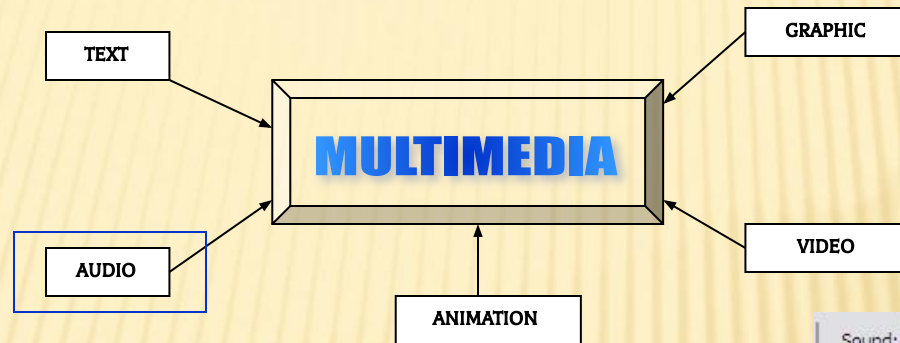 TEXT
GRAPHIC
MULTIMEDIA
AUDIO
VIDEO
ANIMATION
Sound: